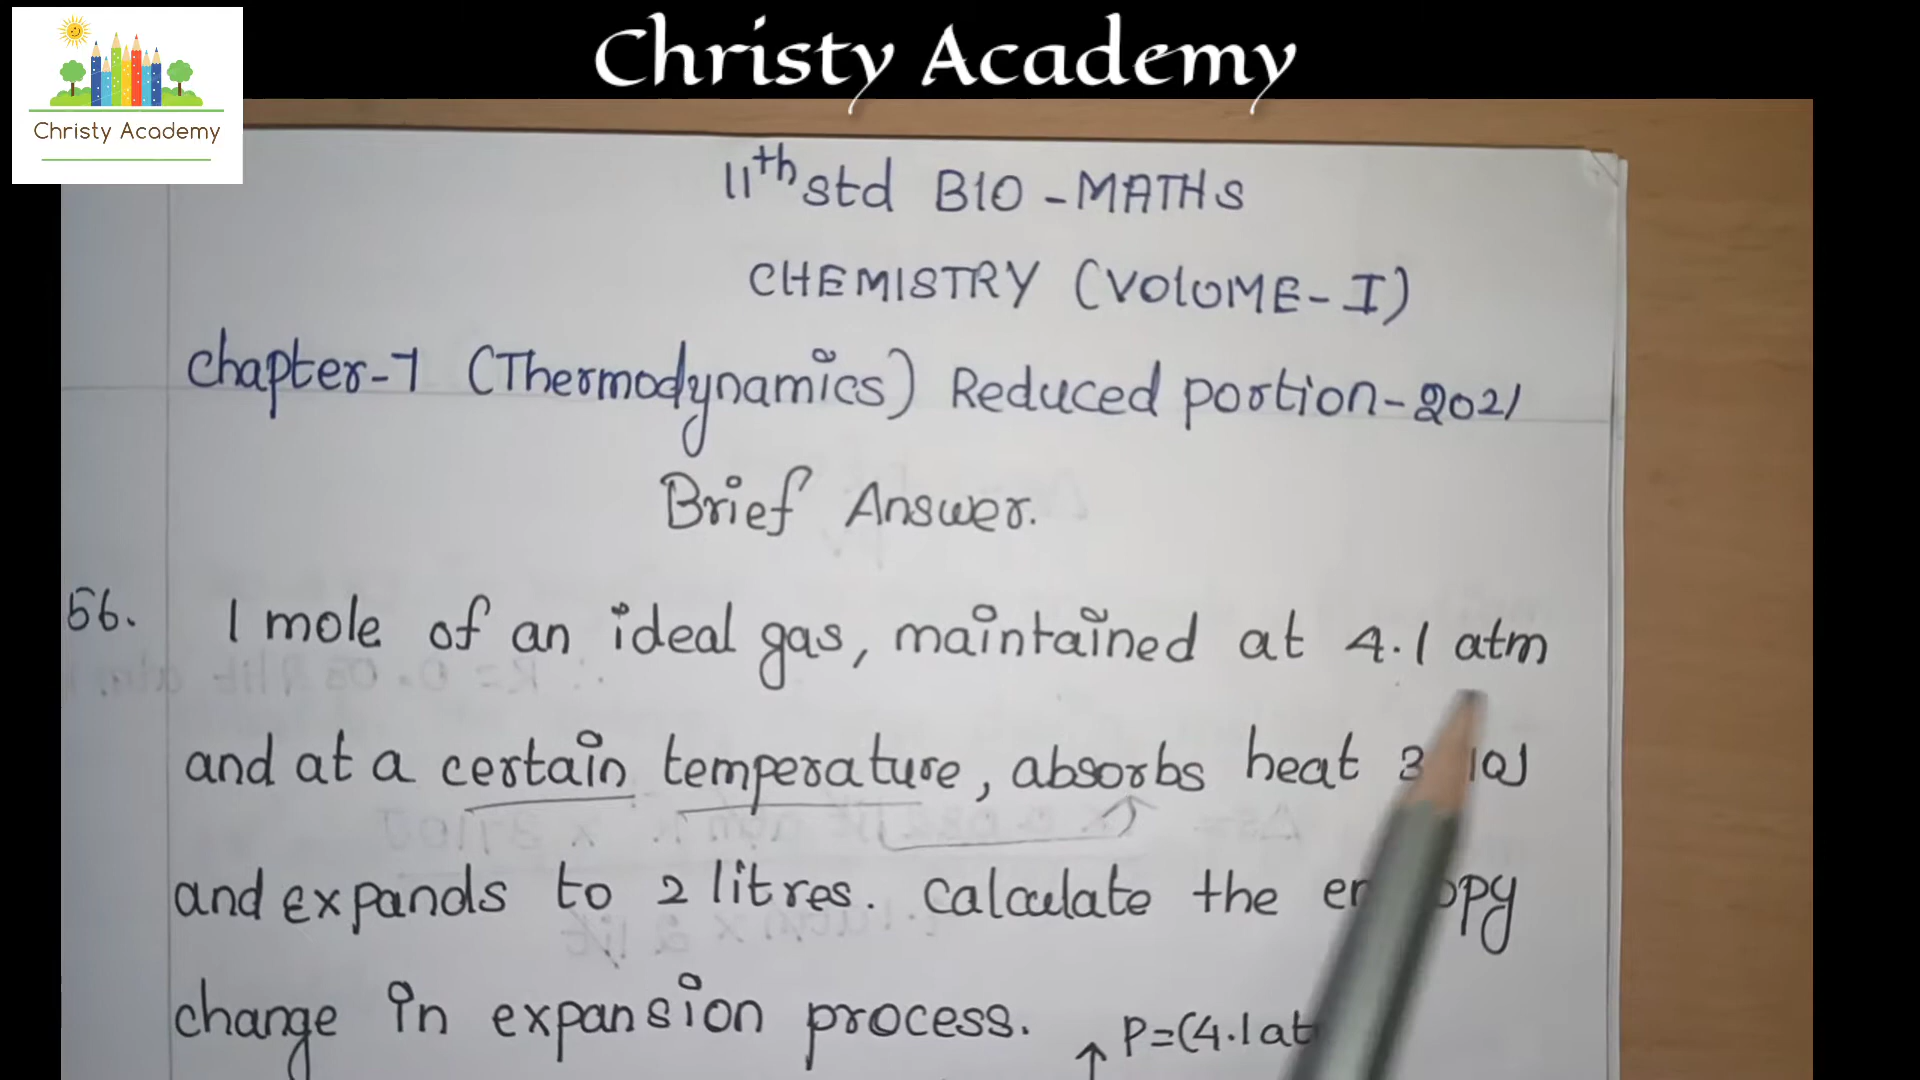 Christy Academy
Christy Academy
11th std BIO - MATHS
CHEMISTRY (VOLUME - I)
Chapter-7 (Thermodynamics) Reduced portion - 2021
Brief Answer.
56. 1 mole of an ideal gas, maintained at 4.1 atm
and at a certain temperature, absorbs heat
and expands to 2 litres. Calculate the
change in expansion process.
P=(4.1 at